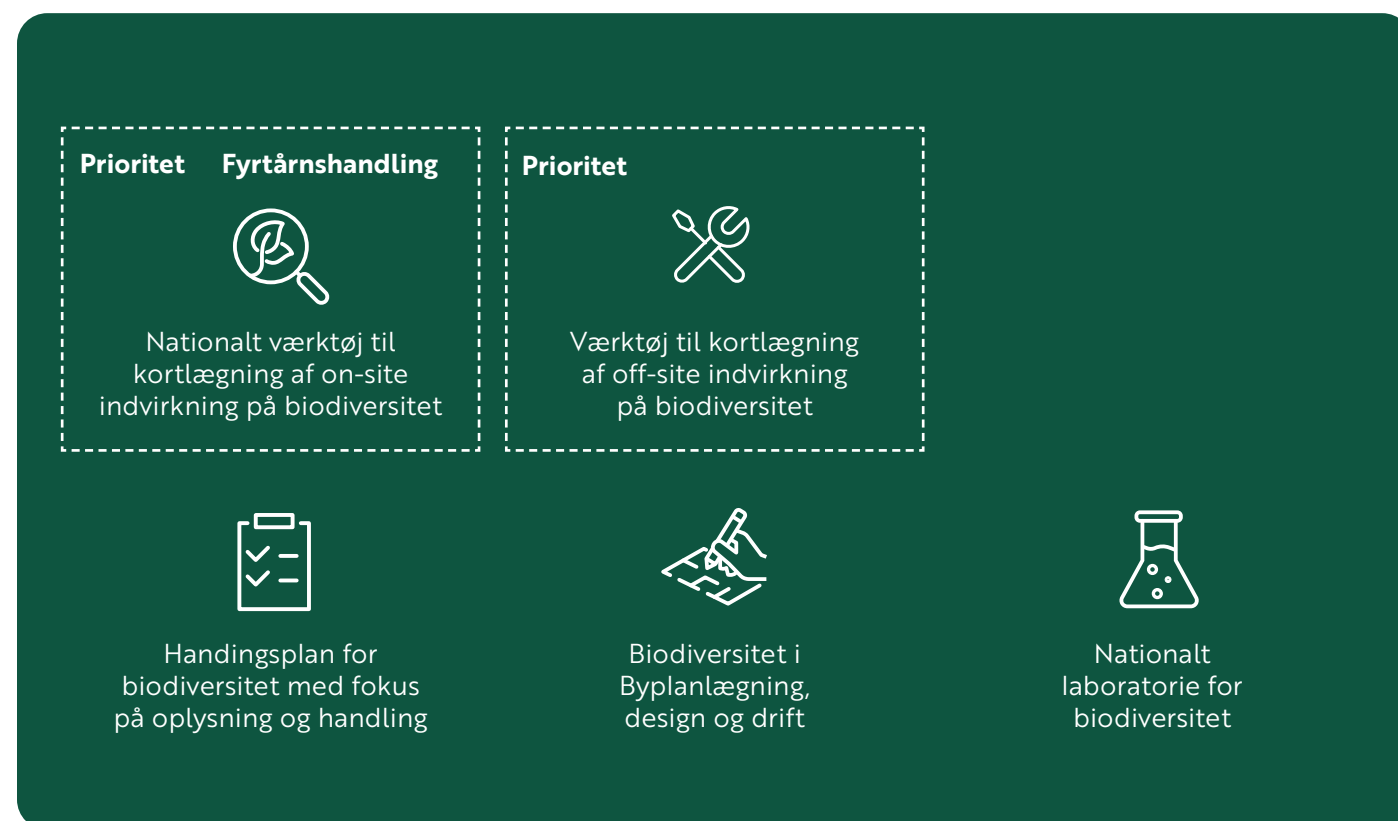 Prioritet Fyrtårnshandling
Nationalt værktøj til
kortlægning af on-site
indvirkning på biodiversitet
Prioritet
Værktøj til kortlægning
af off-site indvirkning
på biodiversitet
Handingsplan for
biodiversitet med fokus
på oplysning og handling
Biodiversitet i
Byplanlægning,
design og drift
Nationalt
laboratorie for
biodiversitet